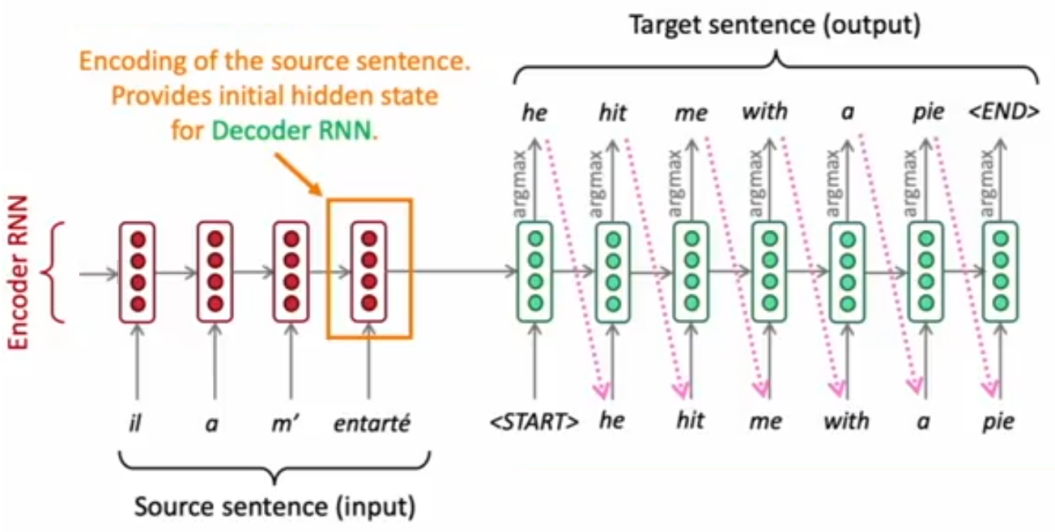 Target sentence (output)
Encoding of the source sentence.
Provides initial hidden state
for Decoder RNN.
he hit me with a pie <END>
argmax argmax argmax argmax argmax argmax argmax
Encoder RNN
il a m’ entarté <START> he hit me with a pie
Source sentence (input)